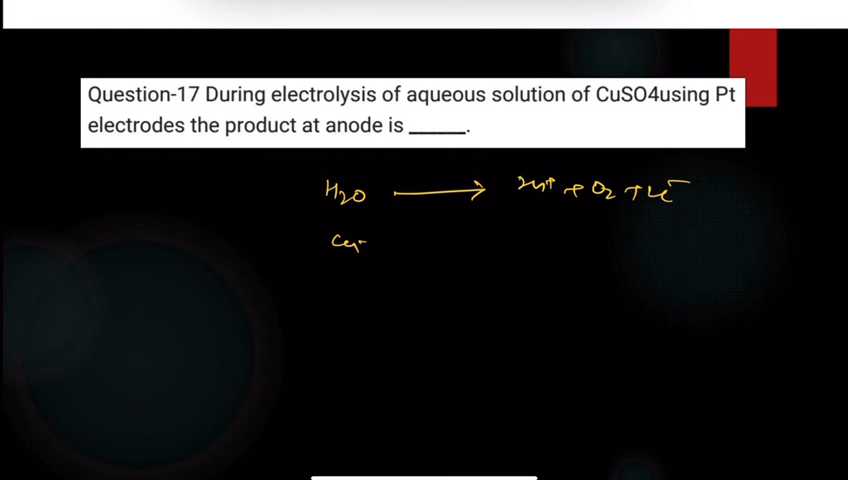 Question-17 During electrolysis of aqueous solution of CuSO4using Pt
electrodes the product at anode is ______.
H2O ⟶ 2H+ + O2 +